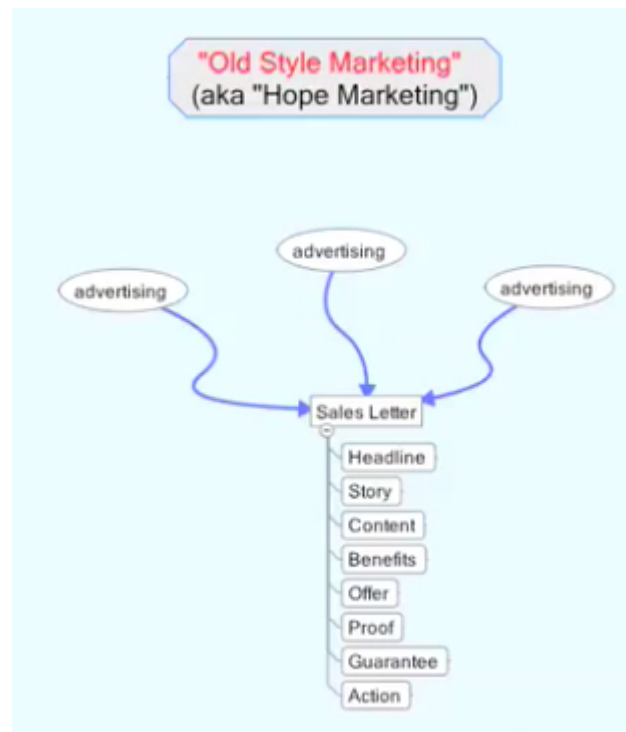 "Old Style Marketing"
(aka "Hope Marketing")
advertising
advertising
advertising
Sales Letter
Headline
Story
Content
Benefits
Offer
Proof
Guarantee
Action